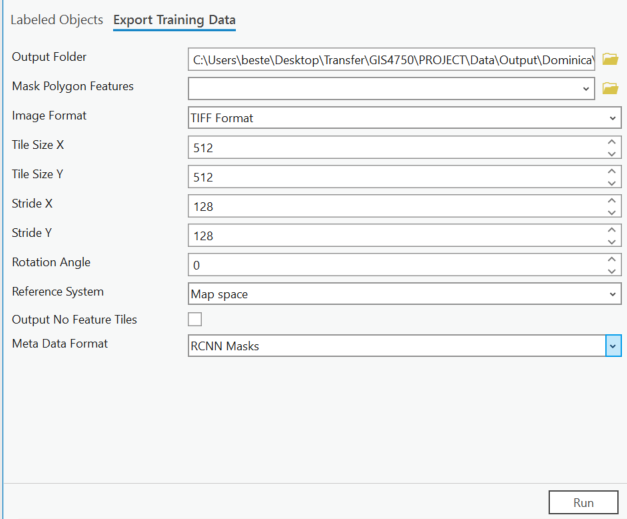 Labeled Objects Export Training Data
Output Folder C:\Users\beste\Desktop\Transfer\GIS4750\PROJECT\Data\Output\Dominica\
Mask Polygon Features
Image Format TIFF Format
Tile Size X 512
Tile Size Y 512
Stride X 128
Stride Y 128
Rotation Angle 0
Reference System Map space
Output No Feature Tiles
Meta Data Format RCNN Masks
Run